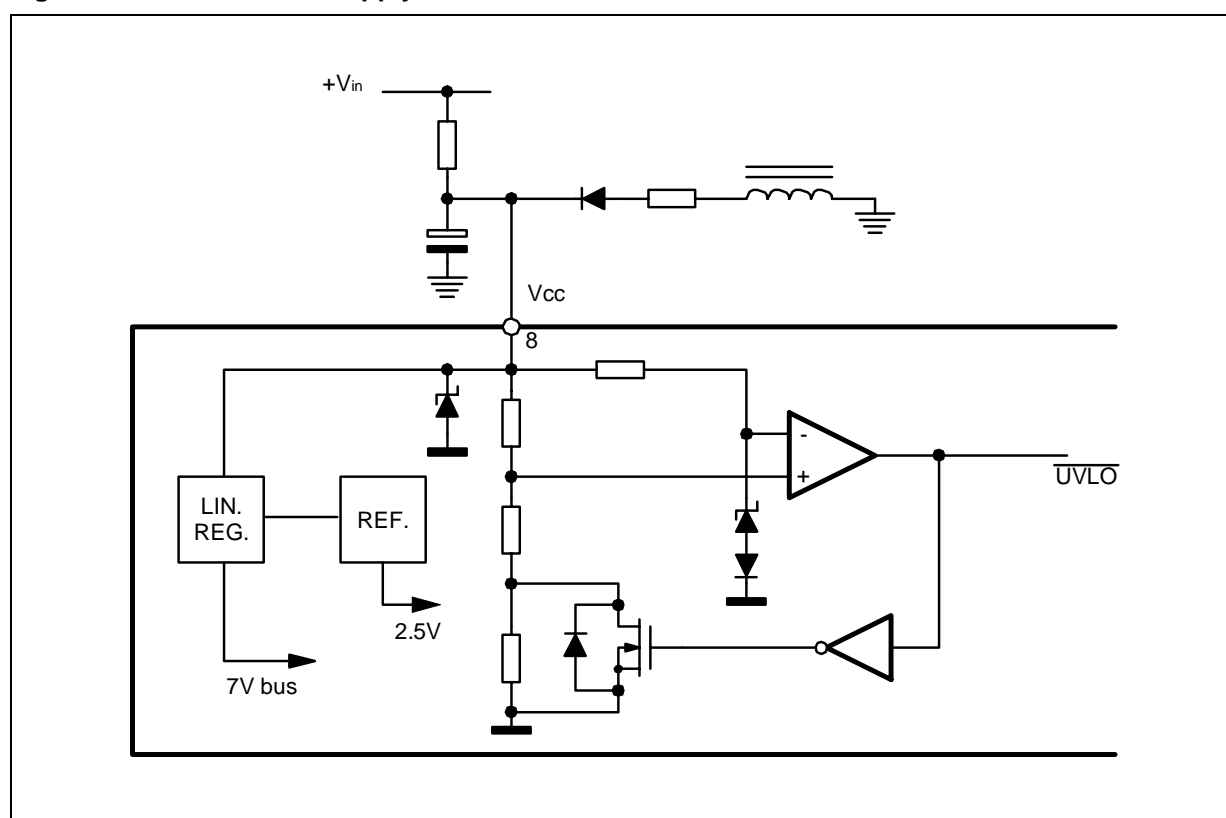 +Vin
Vcc
8
-
+
UVLO
LIN.
REG.
REF.
2.5V
7V bus